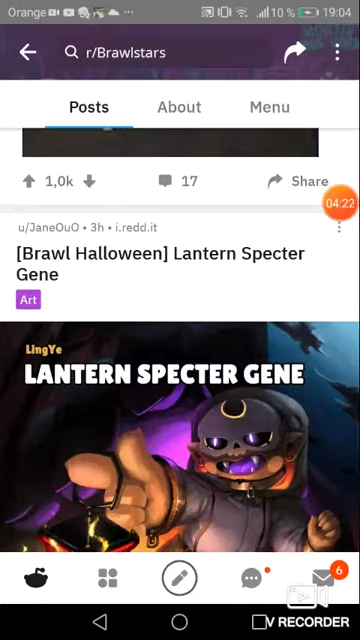 Orange 10 % 19:04
r/Brawlstars
Posts About Menu
1,0k 17 Share
04:22
u/JaneOuO • 3h • i.redd.it
[Brawl Halloween] Lantern Specter
Gene
Art
LingYe
LANTERN SPECTER GENE
6
V RECORDER